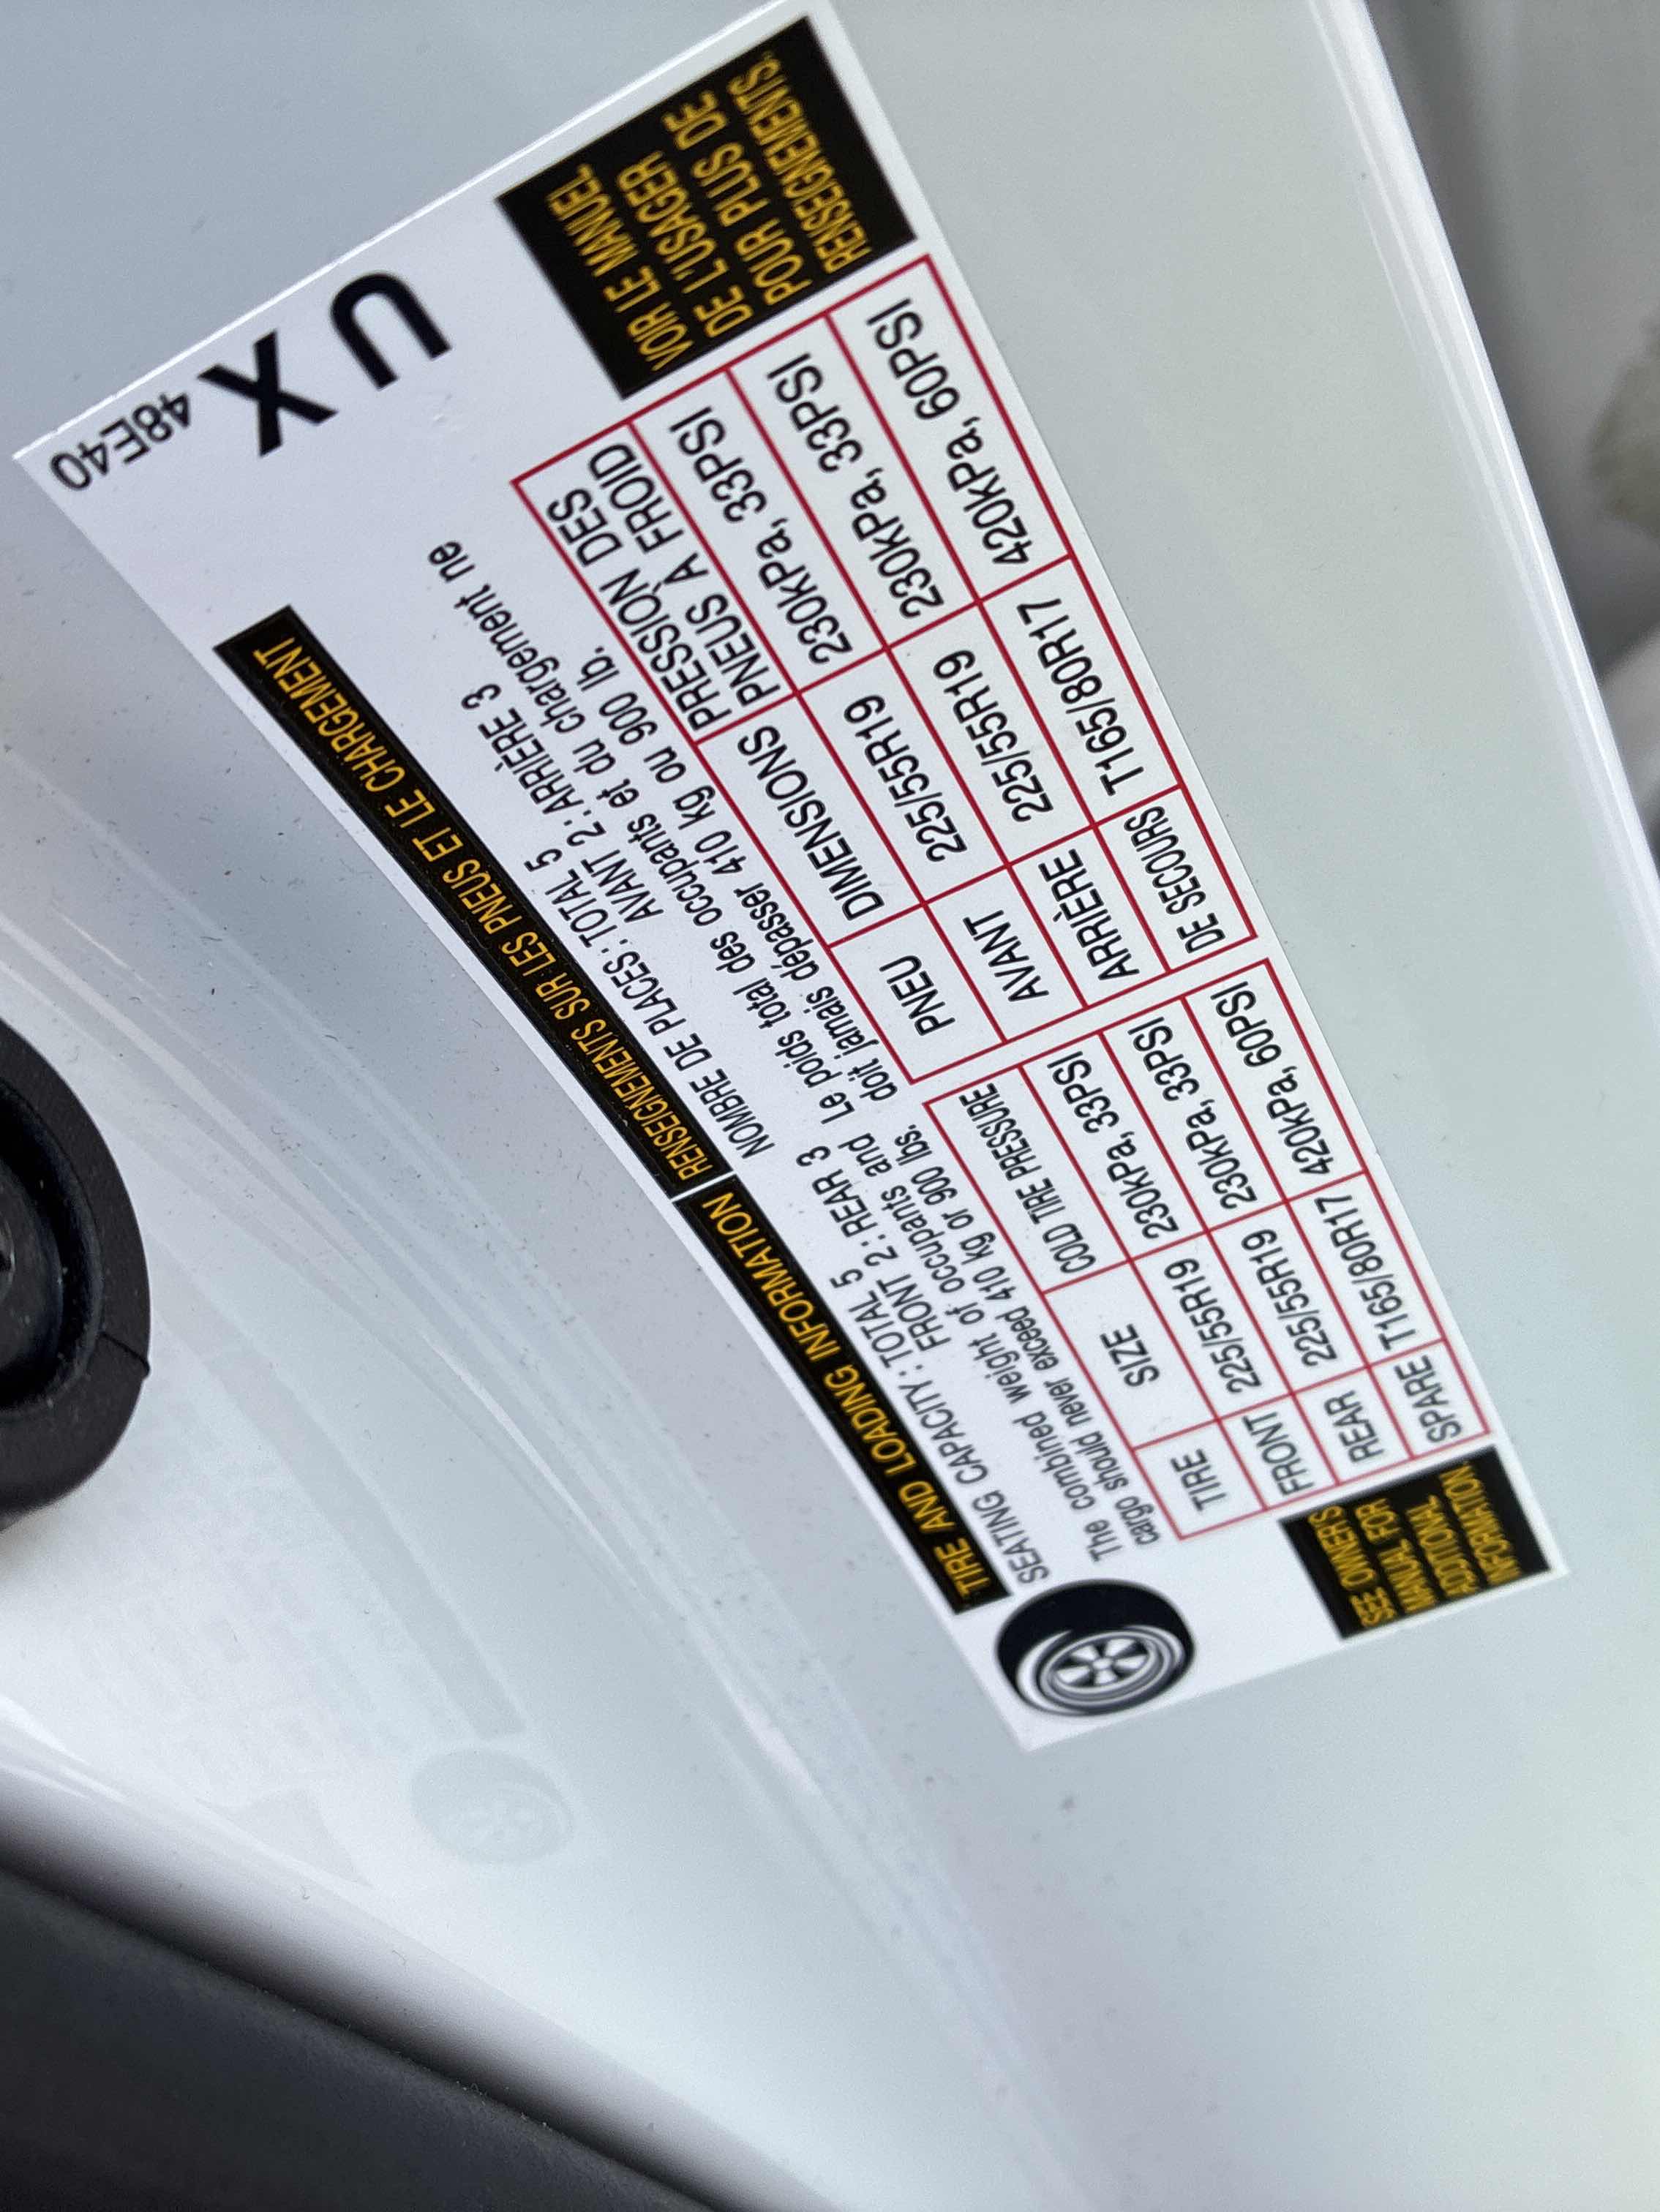 TIRE AND LOADING INFORMATION
SEATING CAPACITY : TOTAL 5 FRONT 2 : REAR 3
The combined weight of occupants and
cargo should never exceed 410 kg or 900 lbs.
TIRE SIZE COLD TIRE PRESSURE
FRONT 225/55R19 230kPa, 33PSI
REAR 225/55R19 230kPa, 33PSI
SPARE T165/80R17 420kPa, 60PSI
SEE OWNER'S
MANUAL FOR
ADDITIONAL
INFORMATION.
RENSEIGNEMENTS SUR LES PNEUS ET LE CHARGEMENT
NOMBRE DE PLACES : TOTAL 5
AVANT 2 : ARRIÈRE 3
Le poids total des occupants et du chargement ne
doit jamais dépasser 410 kg ou 900 lb.
PNEU DIMENSIONS PRESSION DES
PNEUS À FROID
AVANT 225/55R19 230kPa, 33PSI
ARRIÈRE 225/55R19 230kPa, 33PSI
DE SECOURS T165/80R17 420kPa, 60PSI
VOIR LE MANUEL
DE L'USAGER
POUR PLUS DE
RENSEIGNEMENTS.
UX
48E40